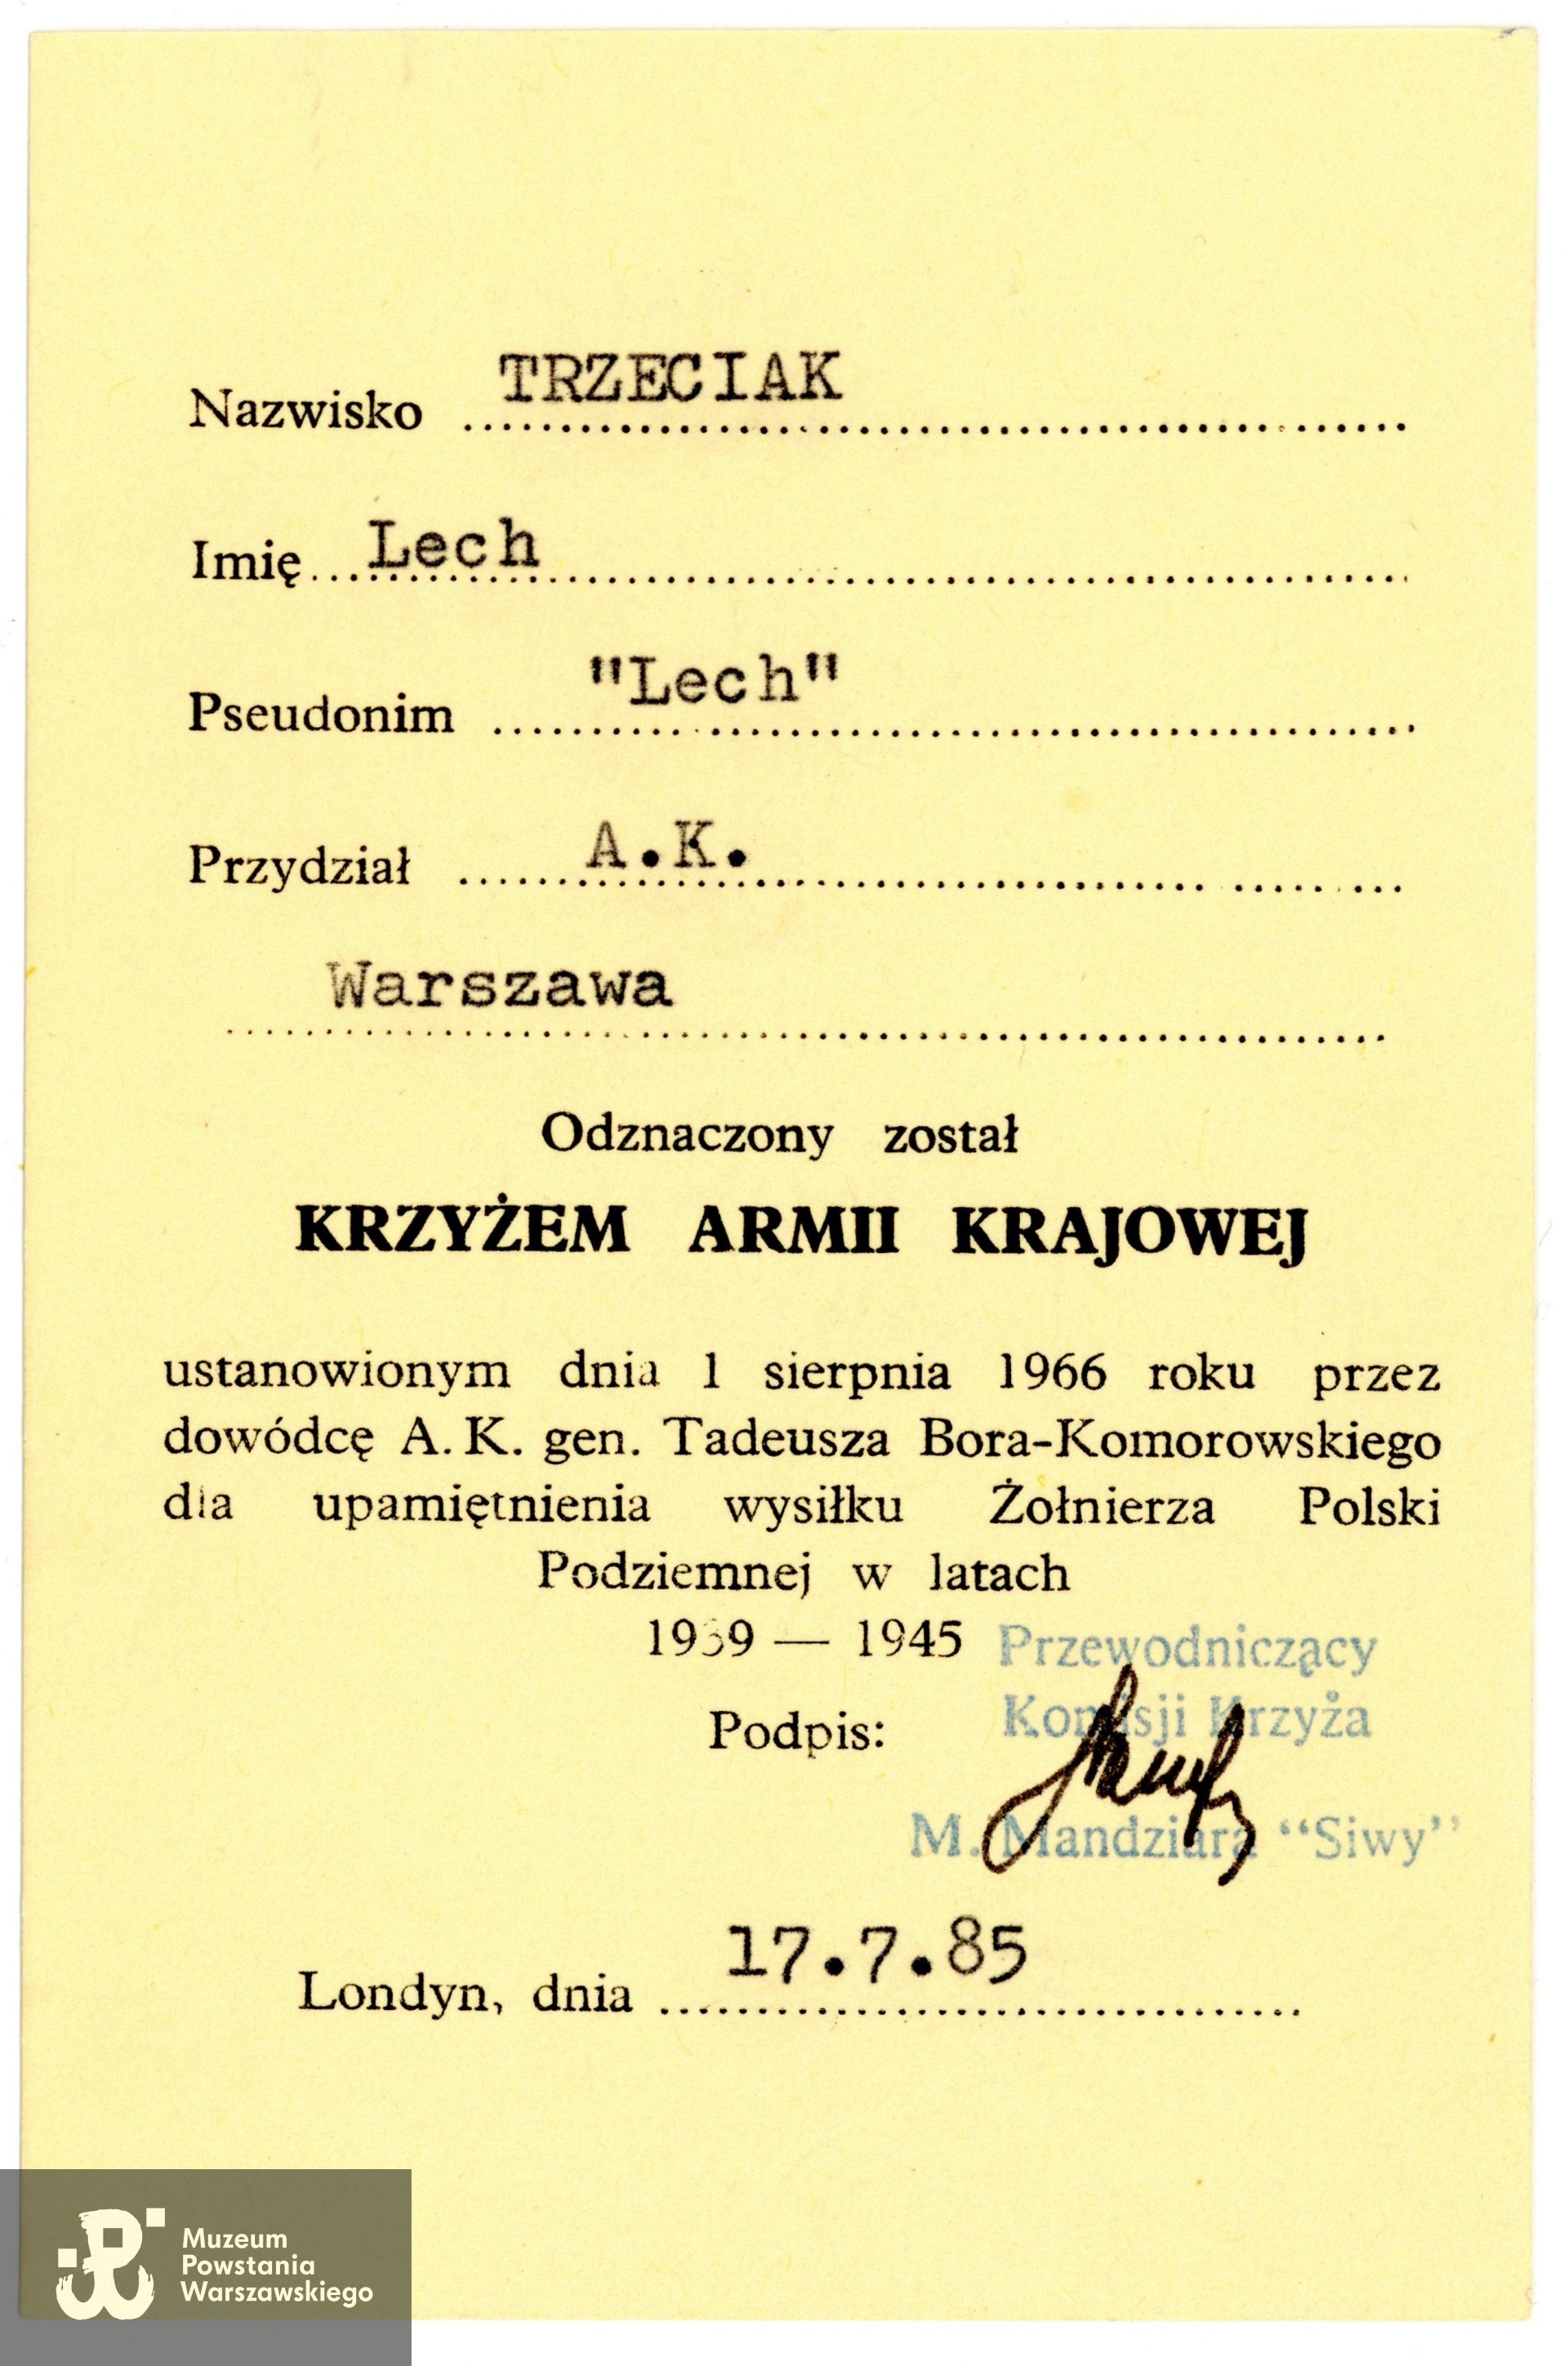 Nazwisko TRZECIAK
Imię Lech
Pseudonim "Lech"
Przydział A.K.
Warszawa
Odznaczony został
KRZYŻEM ARMII KRAJOWEJ
ustanowionym dnia 1 sierpnia 1966 roku przez
dowódcę A. K. gen. Tadeusza Bora-Komorowskiego
dla upamiętnienia wysiłku Żołnierza Polski
Podziemnej w latach
1939 — 1945
Przewodniczący
Komisji Krzyża
Podpis:
M. Mandziara “Siwy”
Londyn, dnia 17.7.85
Muzeum
Powstania
Warszawskiego